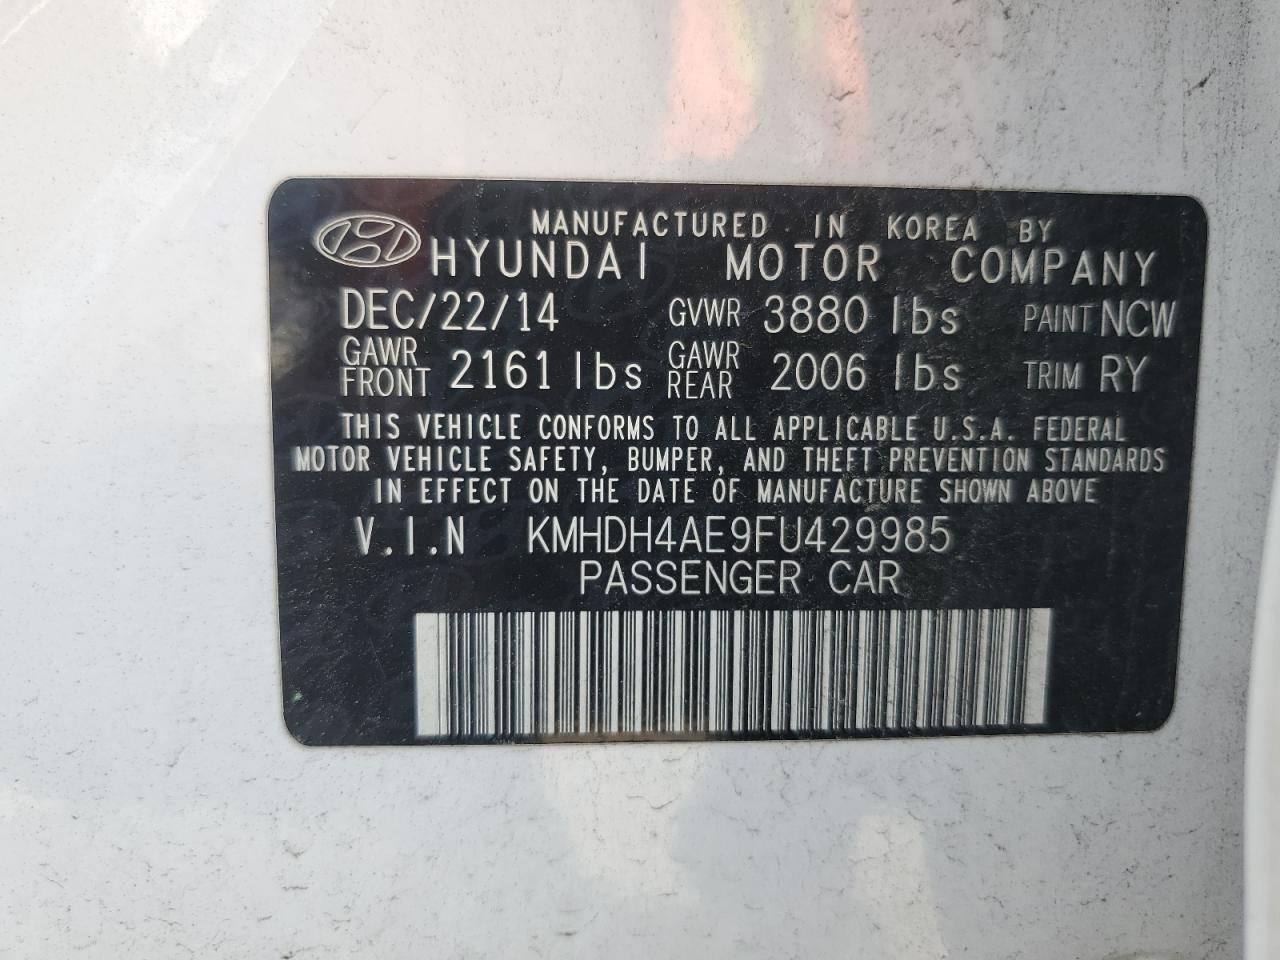 MANUFACTURED IN KOREA BY
HYUNDAI MOTOR COMPANY
DEC/22/14 GVWR 3880 lbs PAINT NCW
GAWR FRONT 2161 lbs GAWR REAR 2006 lbs TRIM RY
THIS VEHICLE CONFORMS TO ALL APPLICABLE U.S.A. FEDERAL
MOTOR VEHICLE SAFETY, BUMPER, AND THEFT PREVENTION STANDARDS
IN EFFECT ON THE DATE OF MANUFACTURE SHOWN ABOVE
V.I.N KMHDH4AE9FU429985
PASSENGER CAR